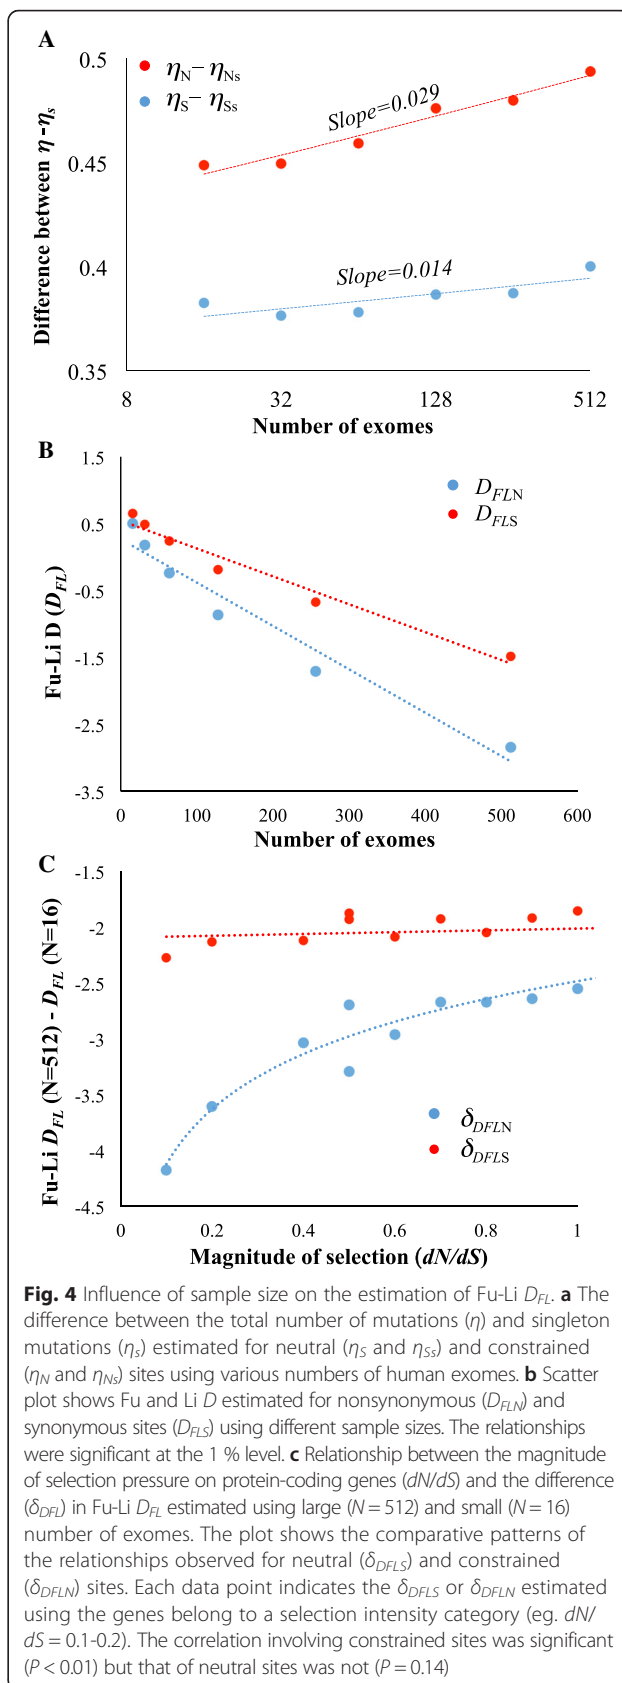 A
0.5
ηN– ηNs
ηS– ηSs
Slope=0.029
0.45
Difference between η -ηs
0.4
Slope=0.014
0.35
8 32 128 512
Number of exomes
B
1.5
DFLN
DFLS
0.5
-0.5
Fu-Li D (DFL)
-1.5
-2.5
-3.5
0 100 200 300 400 500 600
Number of exomes
C
-1.5
-2
-2.5
-3
Fu-Li DFL (N=512) - DFL (N=16)
-3.5
δDFLN
δDFLS
-4
-4.5
0 0.2 0.4 0.6 0.8 1
Magnitude of selection (dN/dS)
Fig. 4 Influence of sample size on the estimation of Fu-Li DFL. a The
difference between the total number of mutations (η) and singleton
mutations (ηs) estimated for neutral (ηS and ηSs) and constrained
(ηN and ηNs) sites using various numbers of human exomes. b Scatter
plot shows Fu and Li D estimated for nonsynonymous (DFLN) and
synonymous sites (DFLS) using different sample sizes. The relationships
were significant at the 1 % level. c Relationship between the magnitude
of selection pressure on protein-coding genes (dN/dS) and the difference
(δDFL) in Fu-Li DFL estimated using large (N = 512) and small (N = 16)
number of exomes. The plot shows the comparative patterns of
the relationships observed for neutral (δDFLS) and constrained
(δDFLN) sites. Each data point indicates the δDFLS or δDFLN estimated
using the genes belong to a selection intensity category (eg. dN/
dS = 0.1-0.2). The correlation involving constrained sites was significant
(P < 0.01) but that of neutral sites was not (P = 0.14)